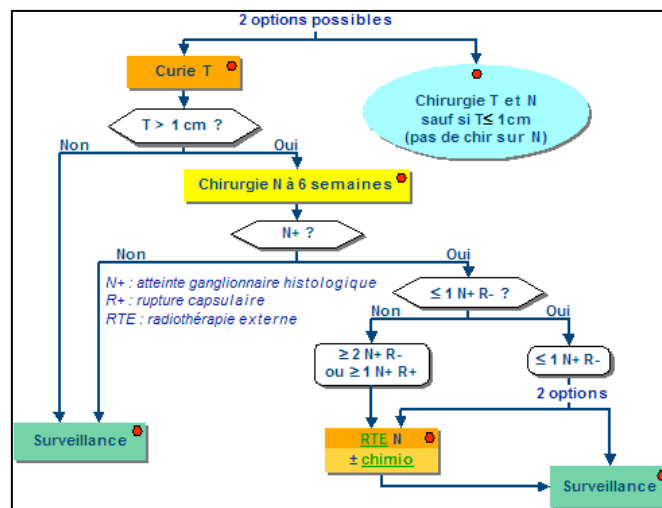 2 options possibles
Curie T
Chirurgie T et N
sauf si T≤ 1cm
(pas de chir sur N)
T > 1 cm ?
Non
Oui
Chirurgie N à 6 semaines
N+ ?
Non
Oui
N+ : atteinte ganglionnaire histologique
R+ : rupture capsulaire
RTE : radiothérapie externe
≤ 1 N+ R- ?
Non
Oui
≥ 2 N+ R-
ou ≥ 1 N+ R+
≤ 1 N+ R-
2 options
Surveillance
RTE N
± chimio
Surveillance